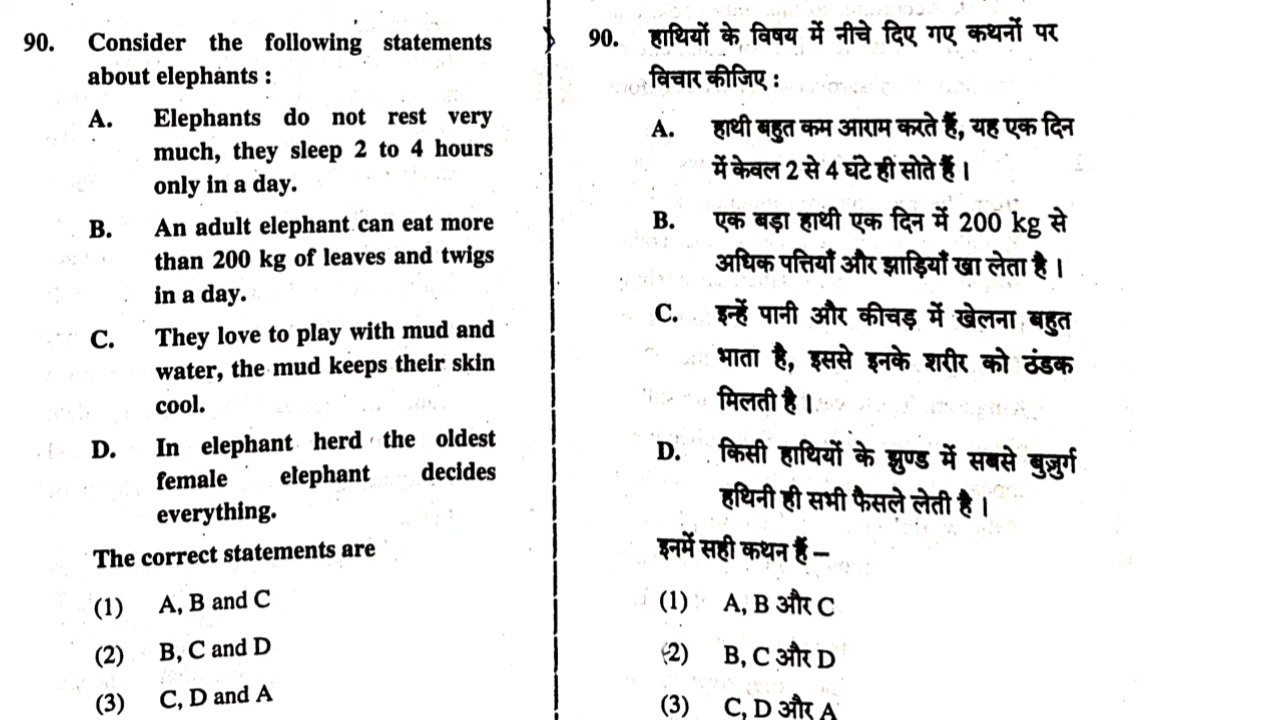 90. Consider the following statements
about elephants :
A. Elephants do not rest very
much, they sleep 2 to 4 hours
only in a day.
B. An adult elephant can eat more
than 200 kg of leaves and twigs
in a day.
C. They love to play with mud and
water, the mud keeps their skin
cool.
D. In elephant herd the oldest
female elephant decides
everything.
The correct statements are
(1) A, B and C
(2) B, C and D
(3) C, D and A
90. हाथियों के विषय में नीचे दिए गए कथनों पर
विचार कीजिए :
A. हाथी बहुत कम आराम करते हैं, यह एक दिन
में केवल 2 से 4 घंटे ही सोते हैं ।
B. एक बड़ा हाथी एक दिन में 200 kg से
अधिक पत्तियाँ और झाड़ियाँ खा लेता है ।
C. इन्हें पानी और कीचड़ में खेलना बहुत
भाता है, इससे इनके शरीर को ठंडक
मिलती है ।
D. किसी हाथियों के झुण्ड में सबसे बुज़ुर्ग
हथिनी ही सभी फैसले लेती है ।
इनमें सही कथन हैं –
(1) A, B और C
(2) B, C और D
(3) C, D और A